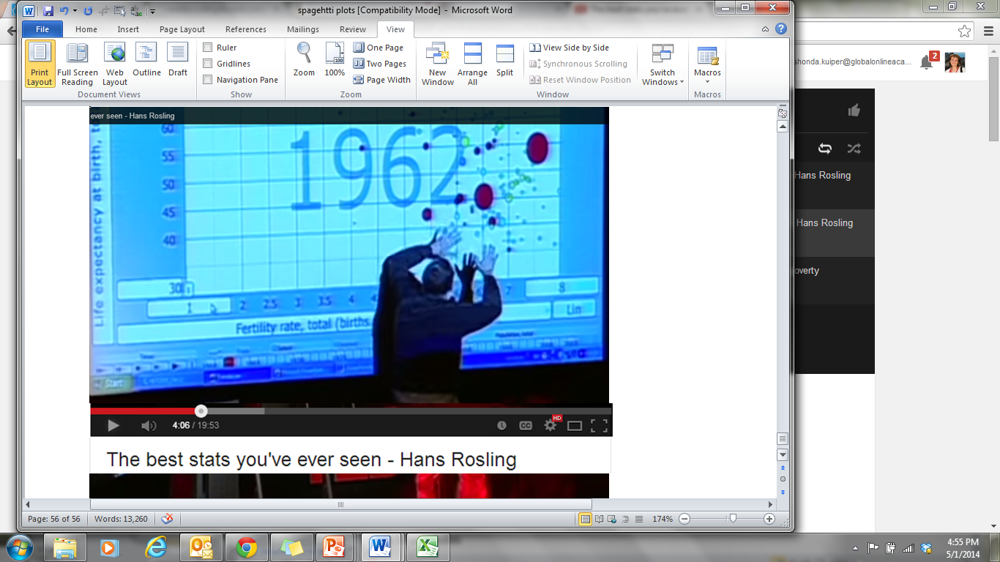 spagehtti plots [Compatibility Mode] - Microsoft Word
File Home Insert Page Layout References Mailings Review View
Print Layout
Full Screen Reading
Web Layout
Outline
Draft
Document Views
Ruler
Gridlines
Navigation Pane
Show
Zoom
100%
One Page
Two Pages
Page Width
Zoom
New Window
Arrange All
Split
View Side by Side
Synchronous Scrolling
Reset Window Position
Window
Switch Windows
Macros
Macros
shonda.kuiper@globalonlineaca...
2
ever seen - Hans Rosling
Life expectancy at birth,
1962
60
55
50
45
40
30
1 2 2.5 3 3.5 4 7 8
Lin
Fertility rate, total (births
Start
4:06 / 19:53
CC
HD
The best stats you've ever seen - Hans Rosling
Hans Rosling
Hans Rosling
overty
Page: 56 of 56 Words: 13,260 174%
4:55 PM
5/1/2014